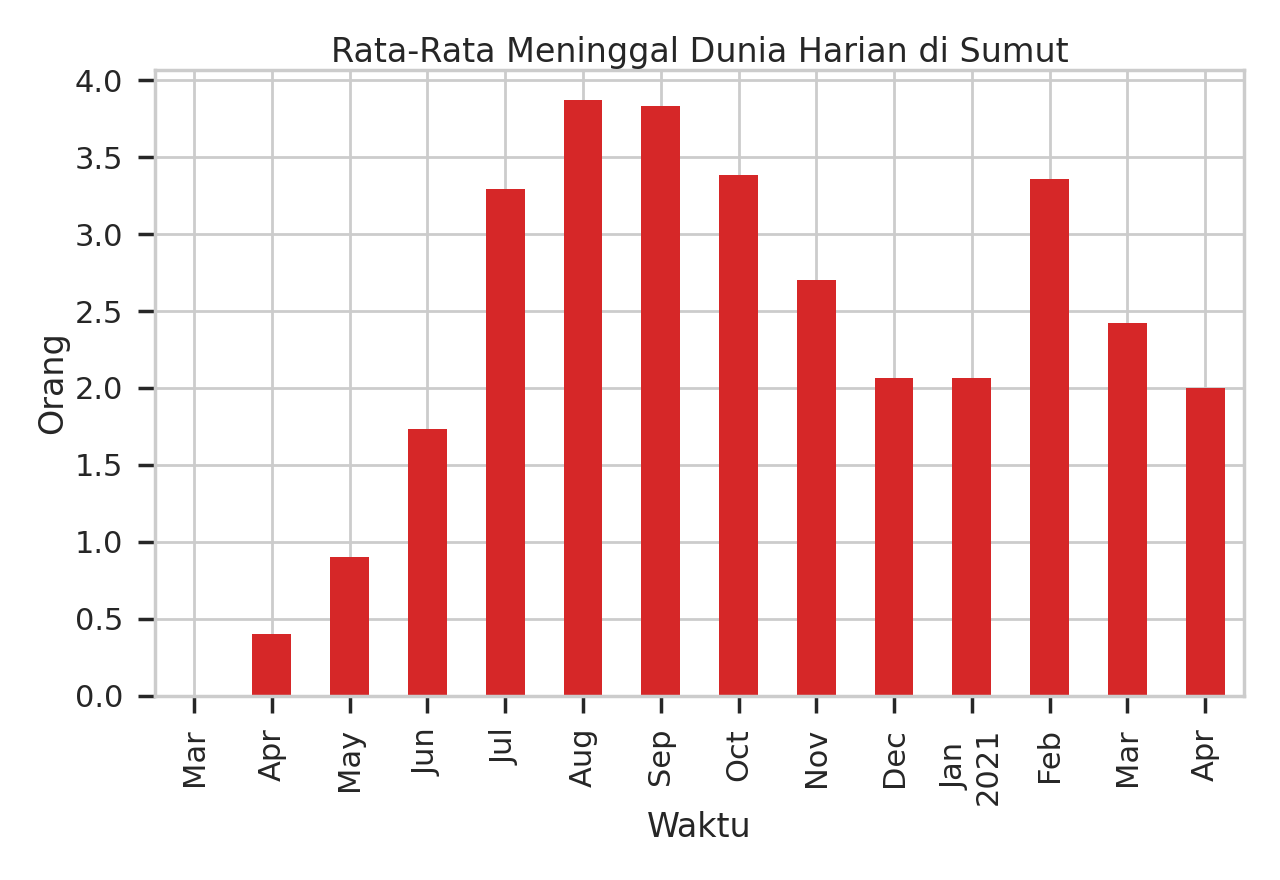 Rata-Rata Meninggal Dunia Harian di Sumut
4.0
3.5
3.0
2.5
2.0
1.5
1.0
0.5
0.0
Orang
Mar
Apr
May
Jun
Jul
Aug
Sep
Oct
Nov
Dec
Jan
2021
Feb
Mar
Apr
Waktu